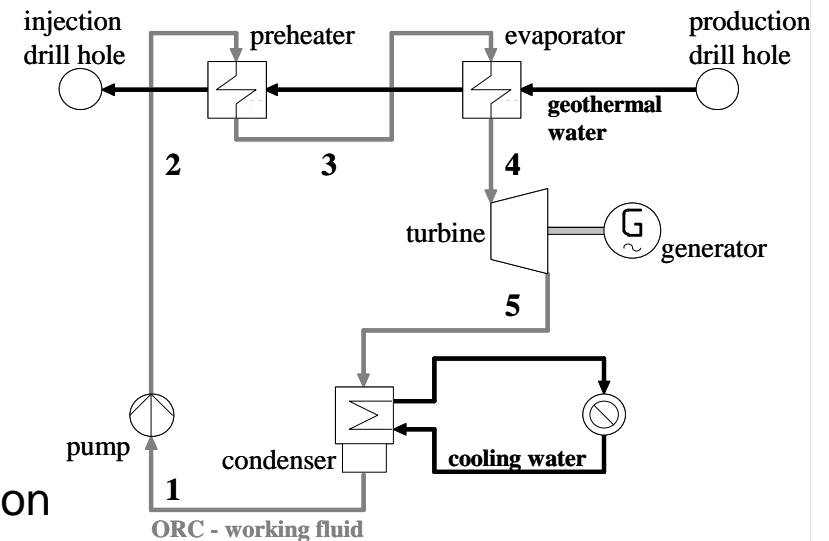 injection
drill hole
preheater
evaporator
production
drill hole
geothermal
water
2
3
4
turbine
G
~
generator
5
pump
condenser
cooling water
1
on
ORC - working fluid